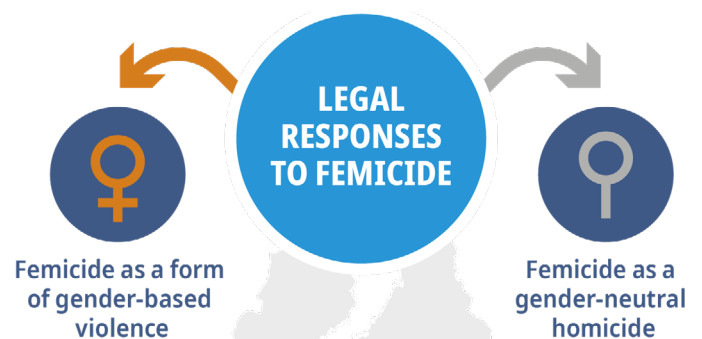 LEGAL
RESPONSES
TO FEMICIDE
Femicide as a form
of gender-based
violence
Femicide as a
gender-neutral
homicide